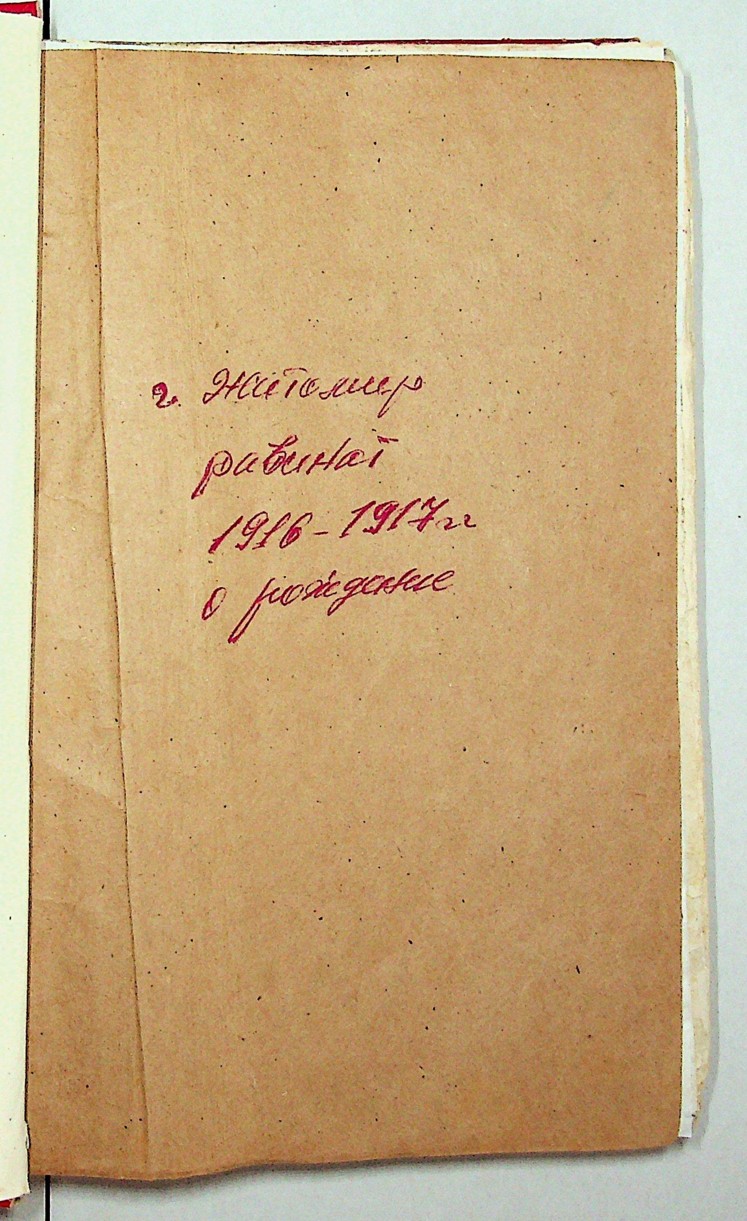 г. Житомир
равинат
1916-1917гг
о рождение